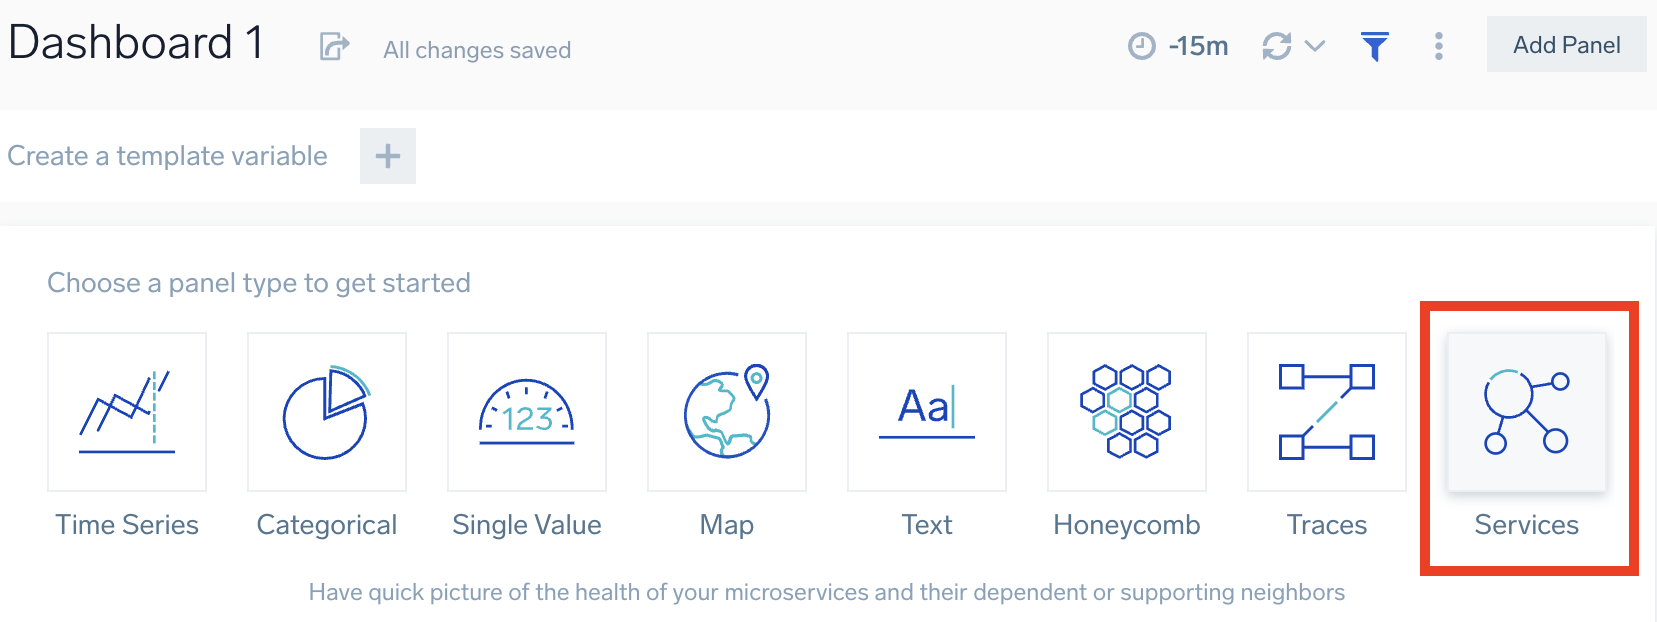 Dashboard 1
All changes saved
-15m
Add Panel
Create a template variable
Choose a panel type to get started
123
Aa
Time Series
Categorical
Single Value
Map
Text
Honeycomb
Traces
Services
Have quick picture of the health of your microservices and their dependent or supporting neighbors